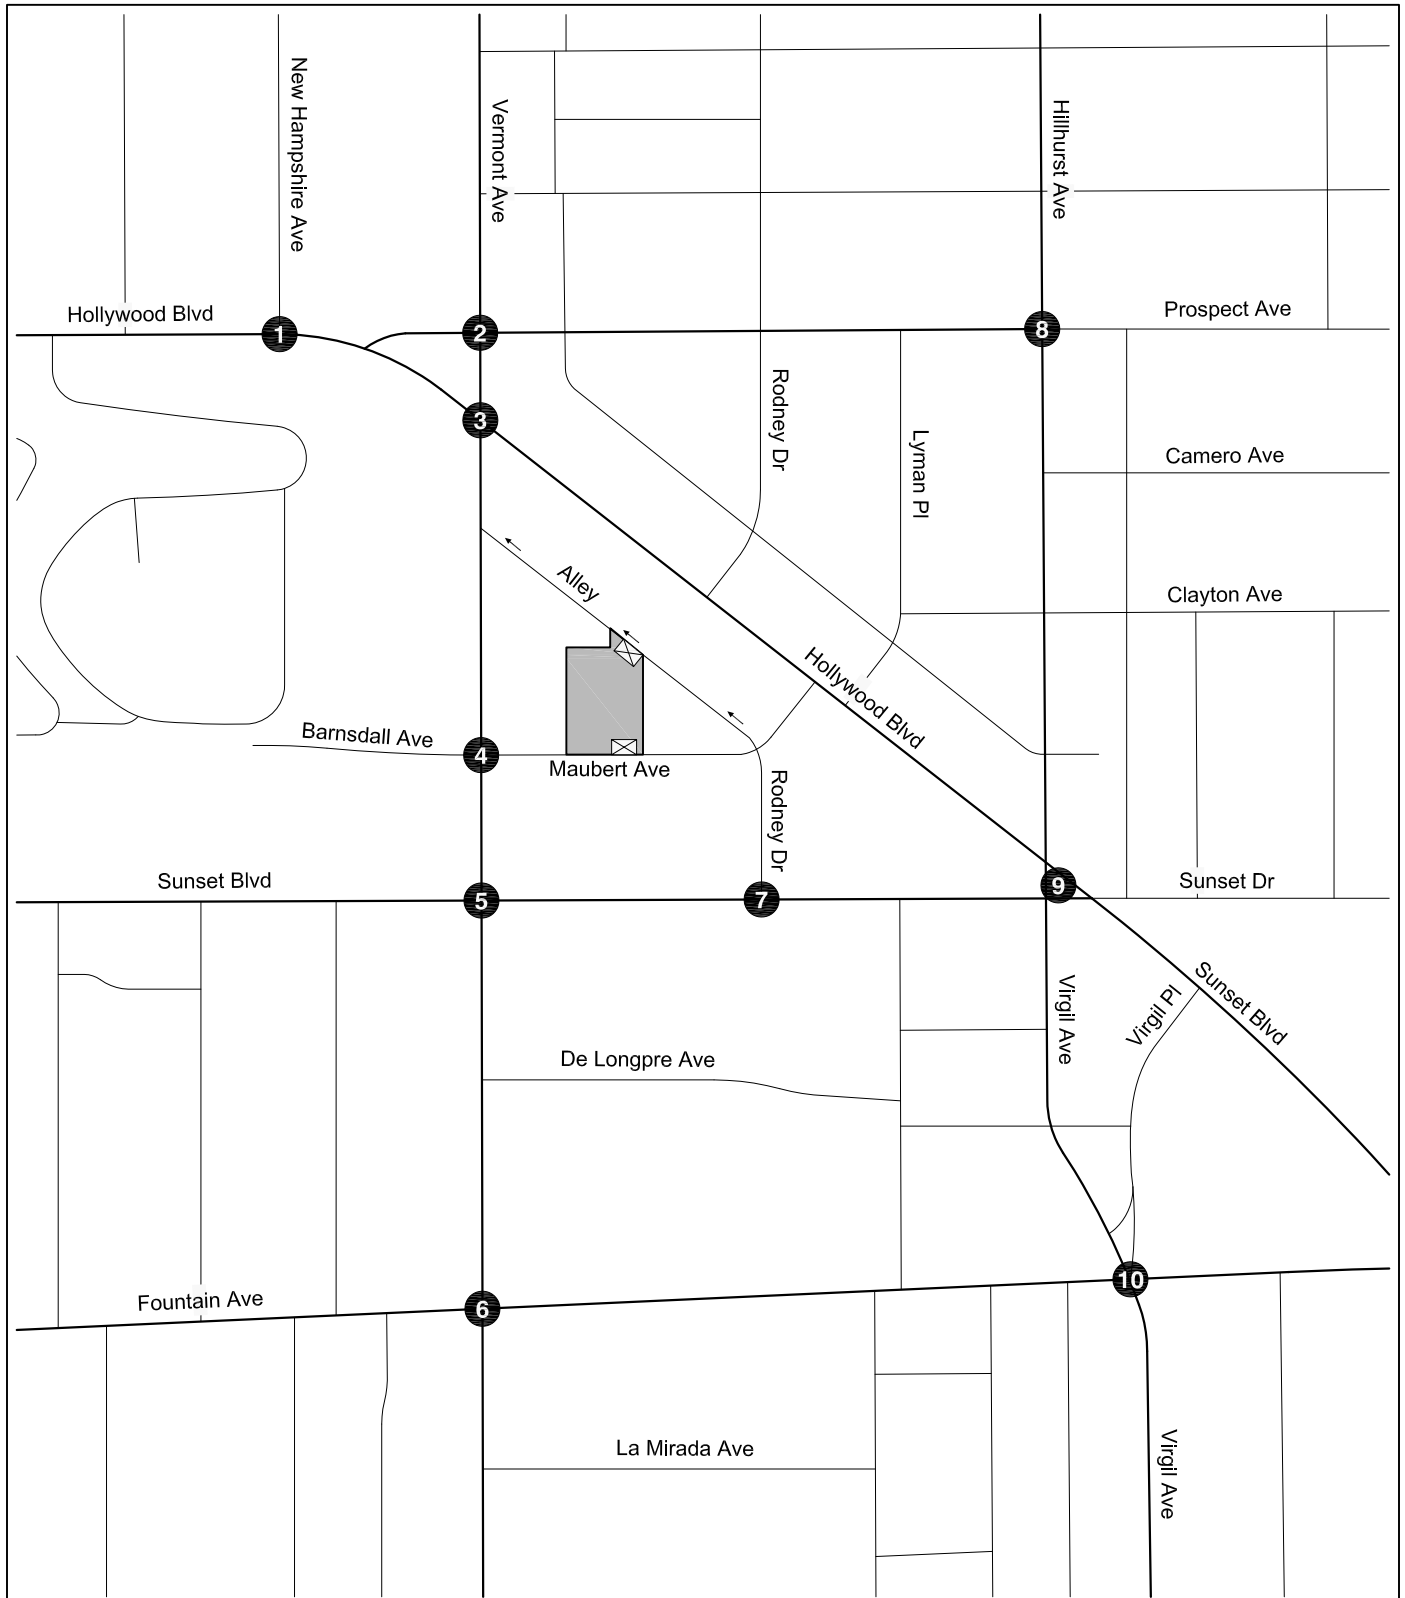 New Hampshire Ave
Vermont Ave
Hillhurst Ave
Hollywood Blvd
Prospect Ave
1
2
8
3
Rodney Dr
Lyman Pl
Camero Ave
Alley
Clayton Ave
Hollywood Blvd
Barnsdall Ave
4
Maubert Ave
Rodney Dr
Sunset Blvd
5
7
9
Sunset Dr
Virgil Ave
Virgil Pl
Sunset Blvd
De Longpre Ave
Fountain Ave
6
10
La Mirada Ave
Virgil Ave